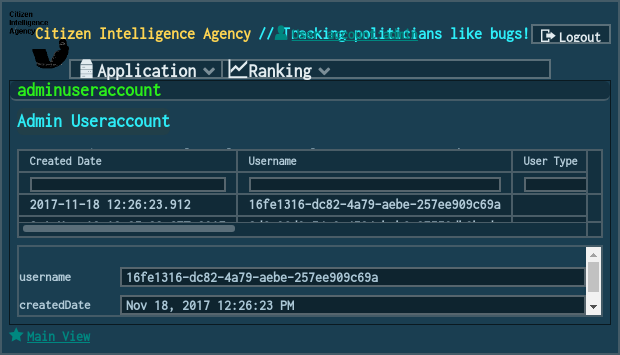 Citizen
Intelligence
Agency
Citizen Intelligence Agency // Tracking politicians like bugs!
Logout
Application
Ranking
adminuseraccount
Admin Useraccount
Created Date Username User Type
2017-11-18 12:26:23.912 16fe1316-dc82-4a79-aebe-257ee909c69a
username 16fe1316-dc82-4a79-aebe-257ee909c69a
createdDate Nov 18, 2017 12:26:23 PM
Main View